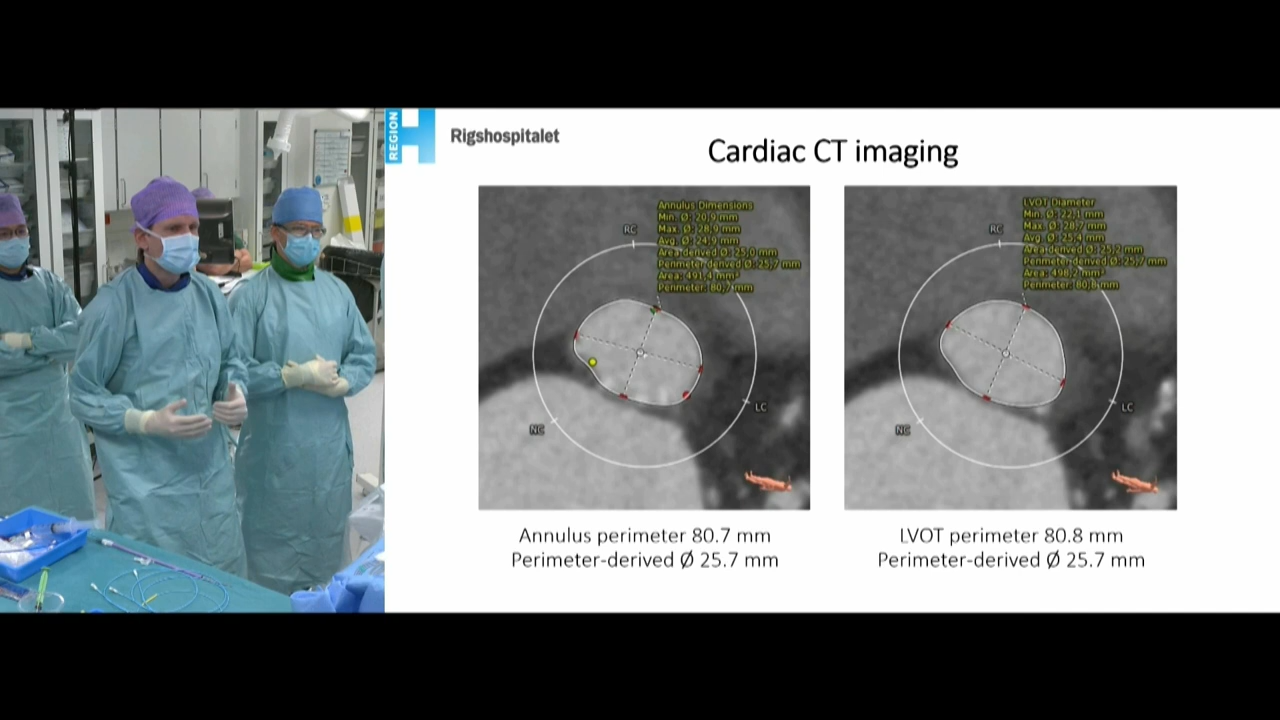 REGION
H
Rigshospitalet
Cardiac CT imaging
Annulus Dimensions
Min. Ø: 20,9 mm
Max. Ø: 28,9 mm
Avg. Ø: 24,9 mm
Area derived Ø: 25,0 mm
Perimeter derived Ø: 25,7 mm
Area: 491,4 mm²
Perimeter: 80,7 mm
RC
LC
NC
LVOT Diameter
Min. Ø: 22,1 mm
Max. Ø: 28,7 mm
Avg. Ø: 25,4 mm
Area derived Ø: 25,2 mm
Perimeter derived Ø: 25,7 mm
Area: 498,2 mm²
Perimeter: 80,8 mm
RC
LC
NC
Annulus perimeter 80.7 mm
Perimeter-derived Ø 25.7 mm
LVOT perimeter 80.8 mm
Perimeter-derived Ø 25.7 mm